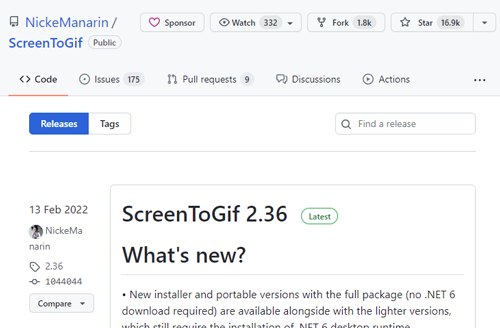 NickeManarin /
ScreenToGif Public
Sponsor
Watch 332
Fork 1.8k
Star 16.9k
Code
Issues 175
Pull requests 9
Discussions
Actions
Releases Tags
Find a release
13 Feb 2022
NickeMa
narin
2.36
1044044
Compare
ScreenToGif 2.36 Latest
What's new?
• New installer and portable versions with the full package (no .NET 6
download required) are available alongside with the lighter versions,
which still require the installation of .NET 6 desktop runtime.